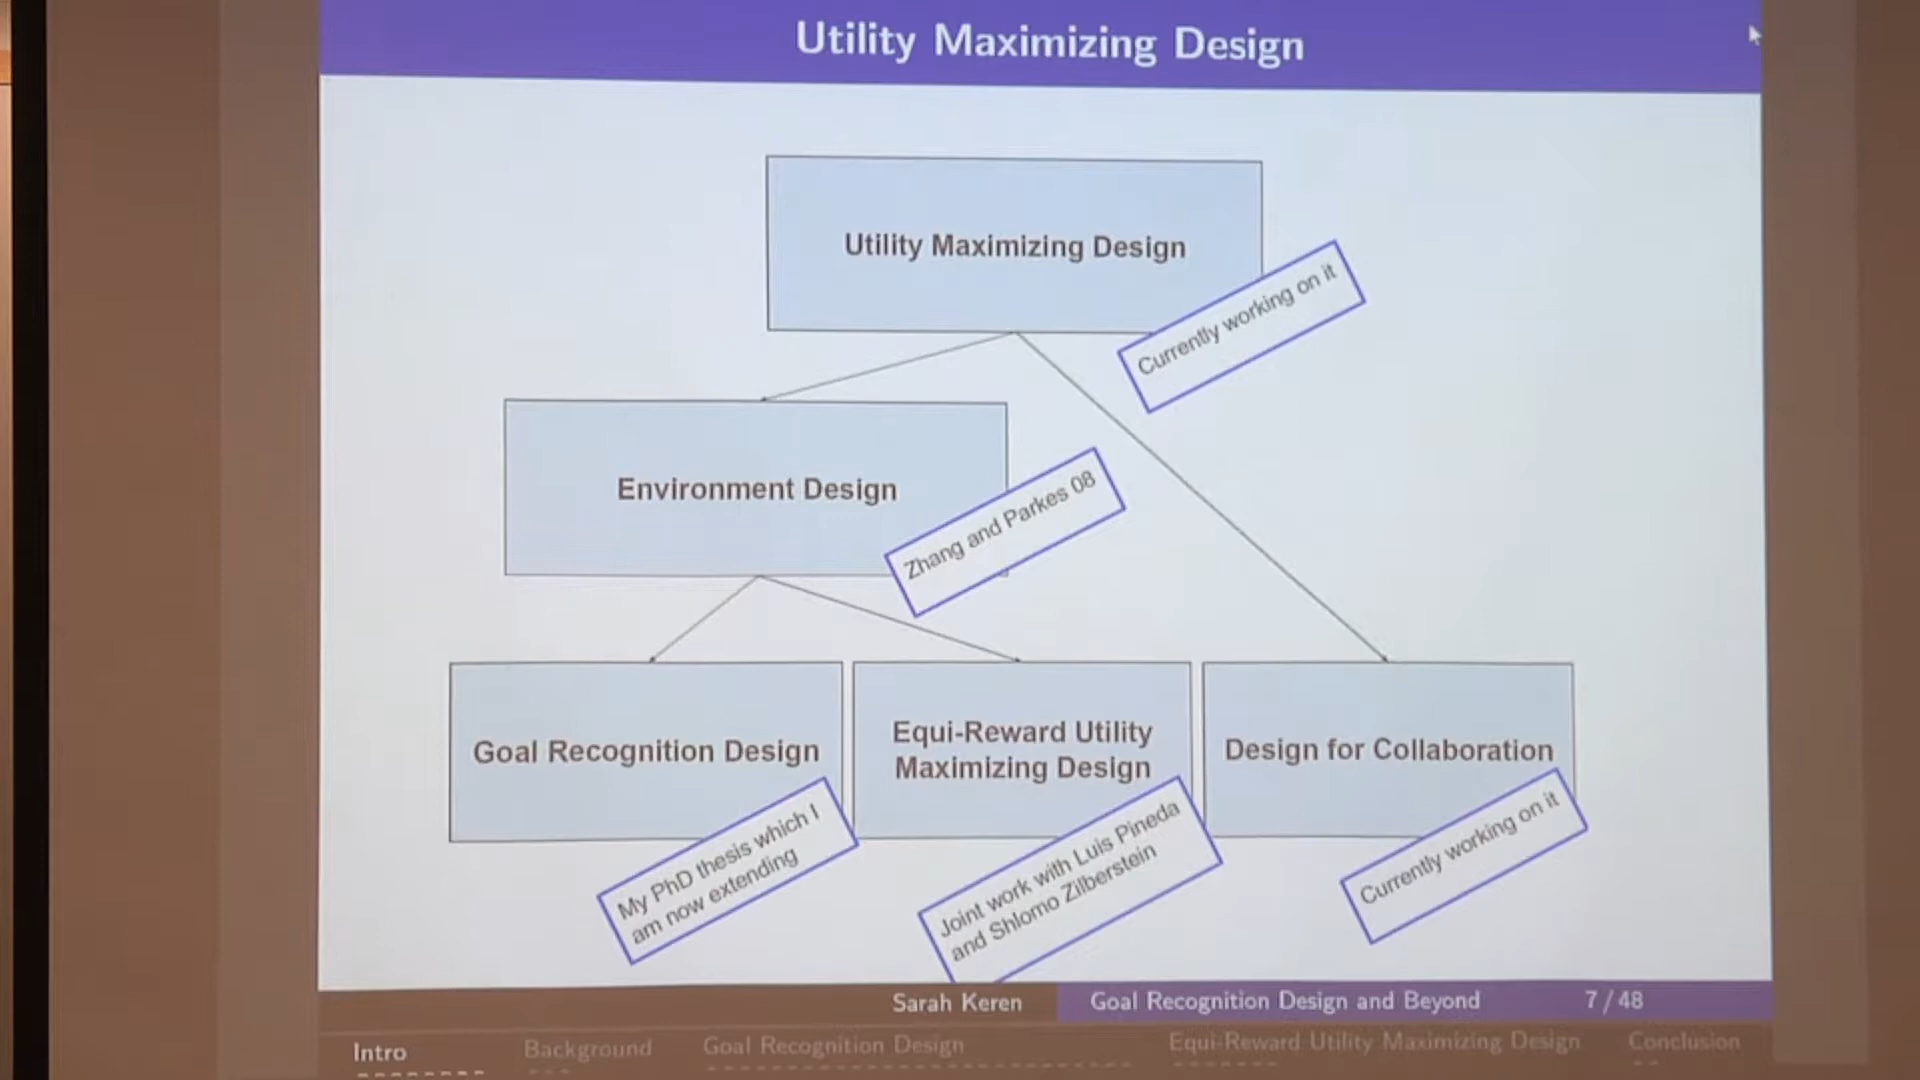 Utility Maximizing Design
Utility Maximizing Design
Currently working on it
Environment Design
Zhang and Parkes 08
Goal Recognition Design
Equi-Reward Utility
Maximizing Design
Design for Collaboration
My PhD thesis which I
am now extending
Joint work with Luis Pineda
and Shlomo Zilberstein
Currently working on it
Sarah Keren
Goal Recognition Design and Beyond
7 / 48
Intro
Background
Goal Recognition Design
Equi-Reward Utility Maximizing Design
Conclusion